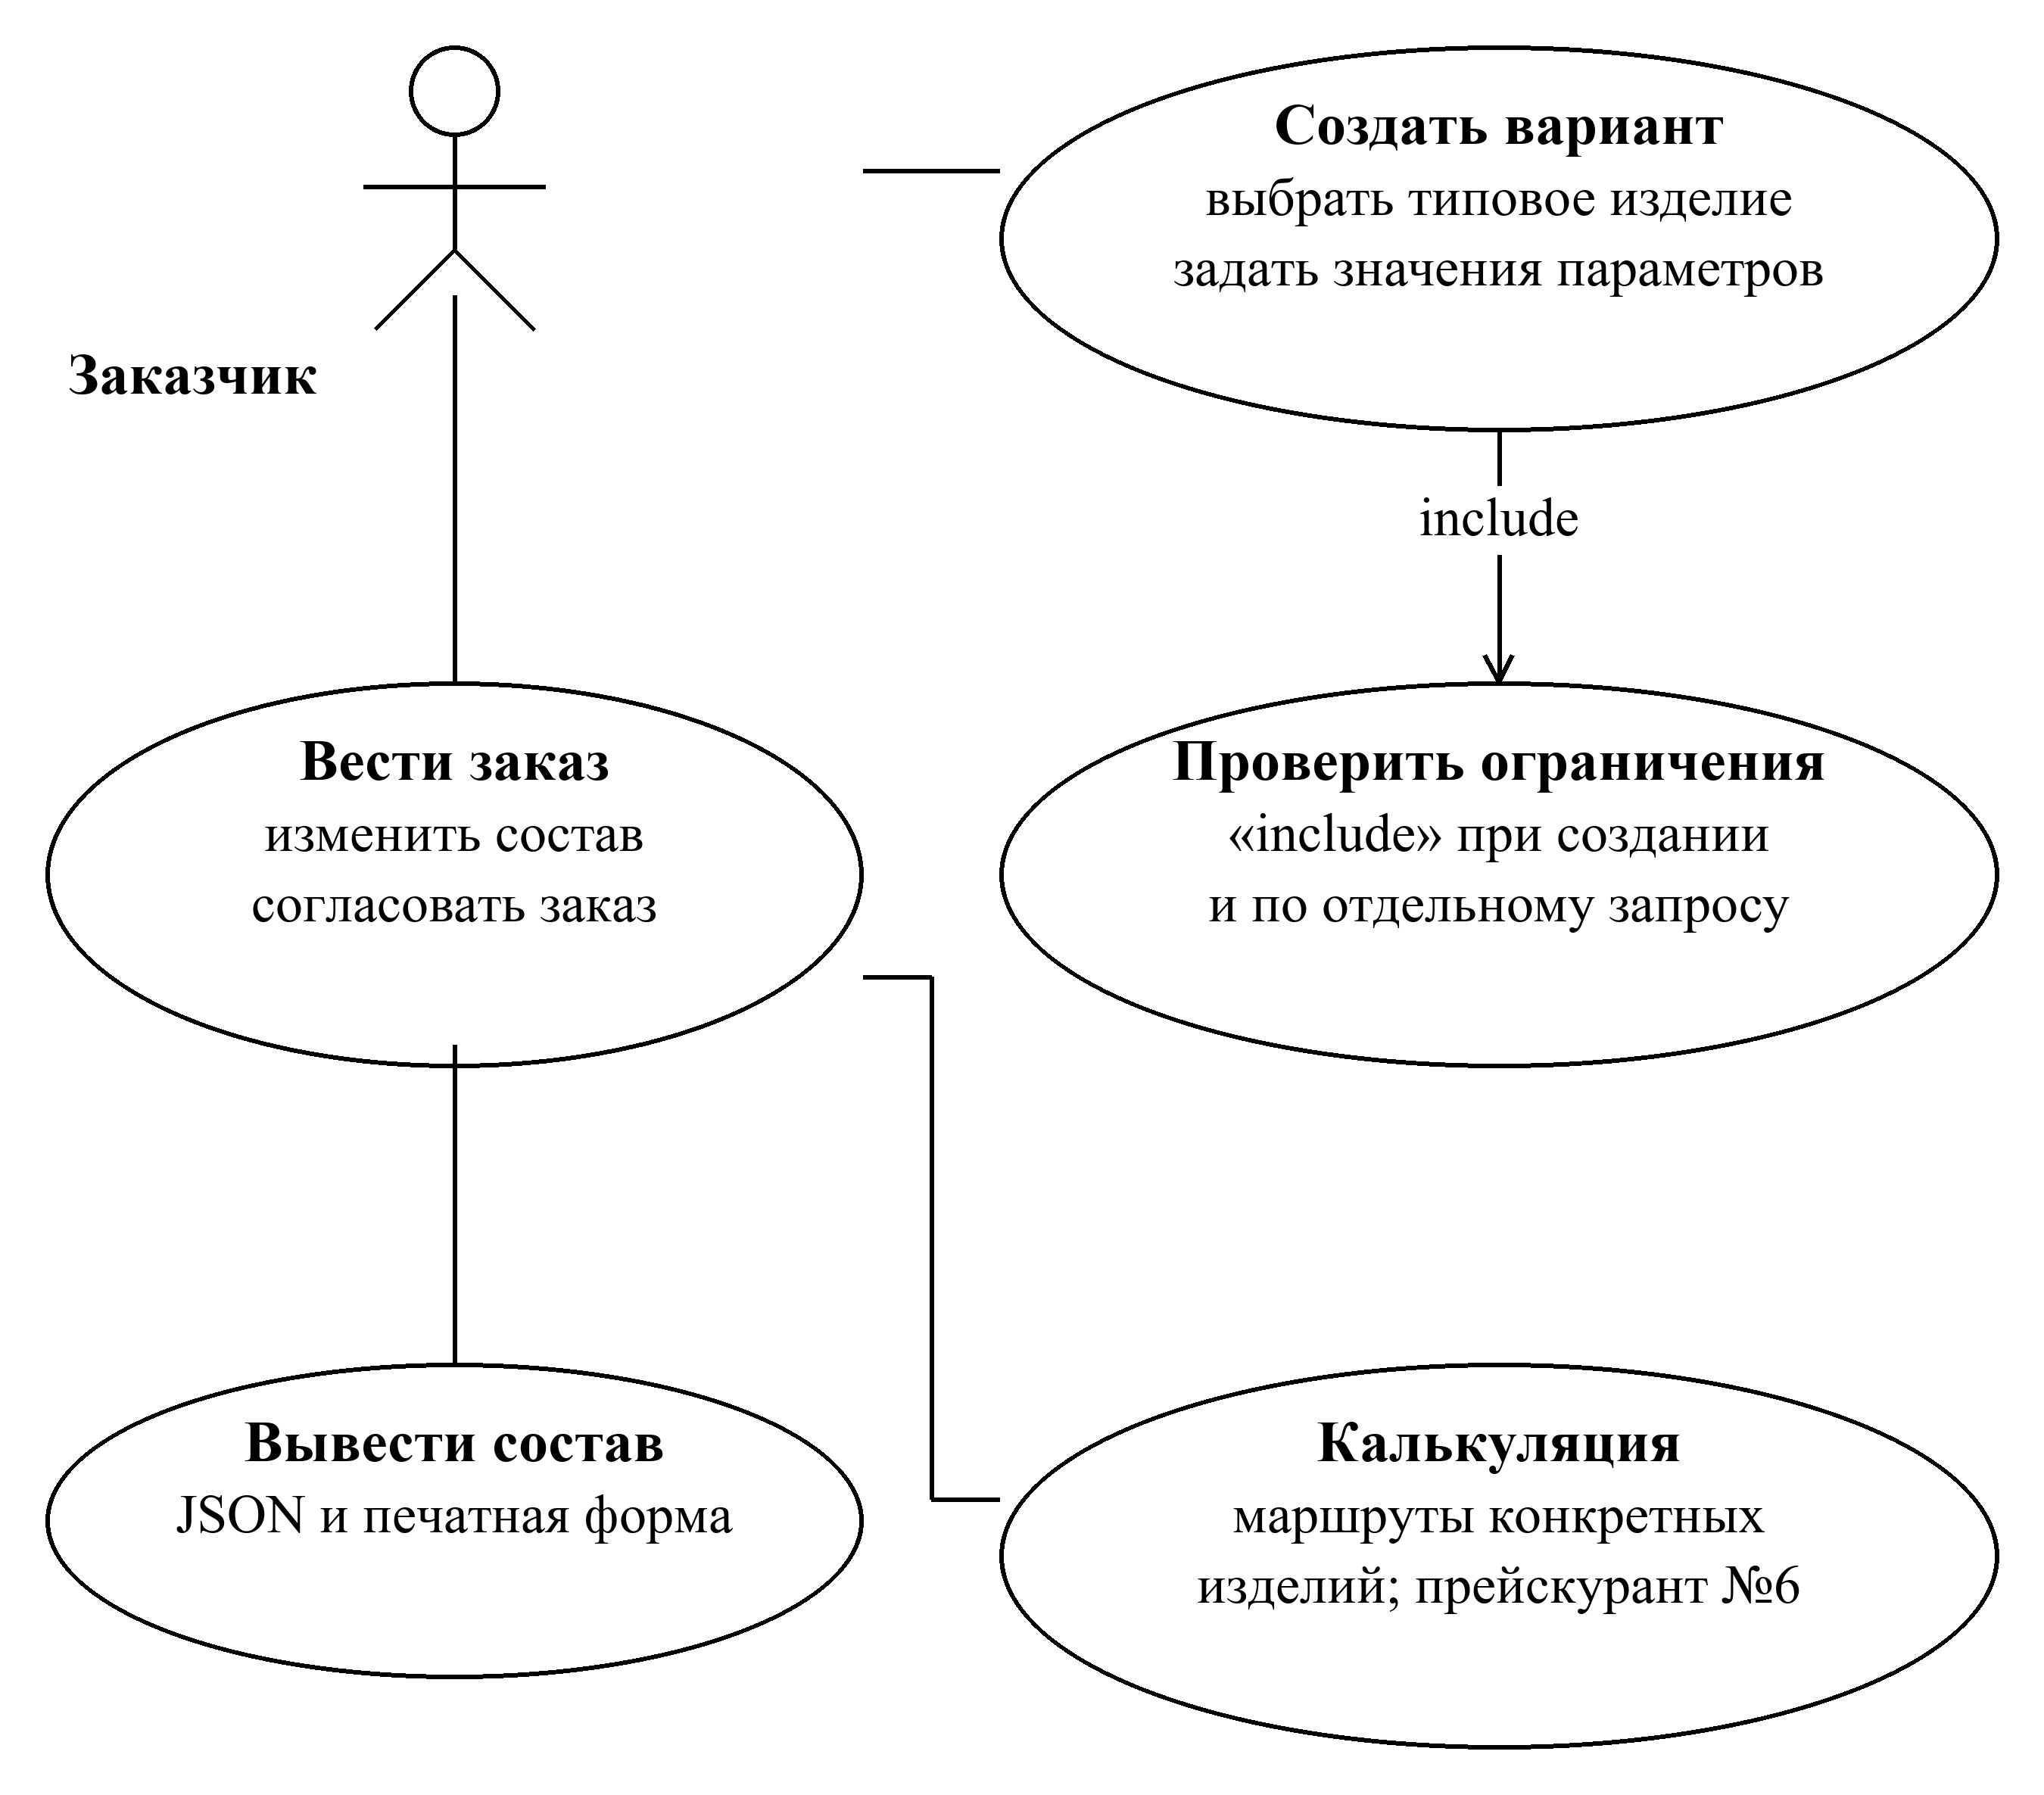 Заказчик
Создать вариант
выбрать типовое изделие
задать значения параметров
include
Вести заказ
изменить состав
согласовать заказ
Проверить ограничения
«include» при создании
и по отдельному запросу
Вывести состав
JSON и печатная форма
Калькуляция
маршруты конкретных
изделий; прейскурант №6